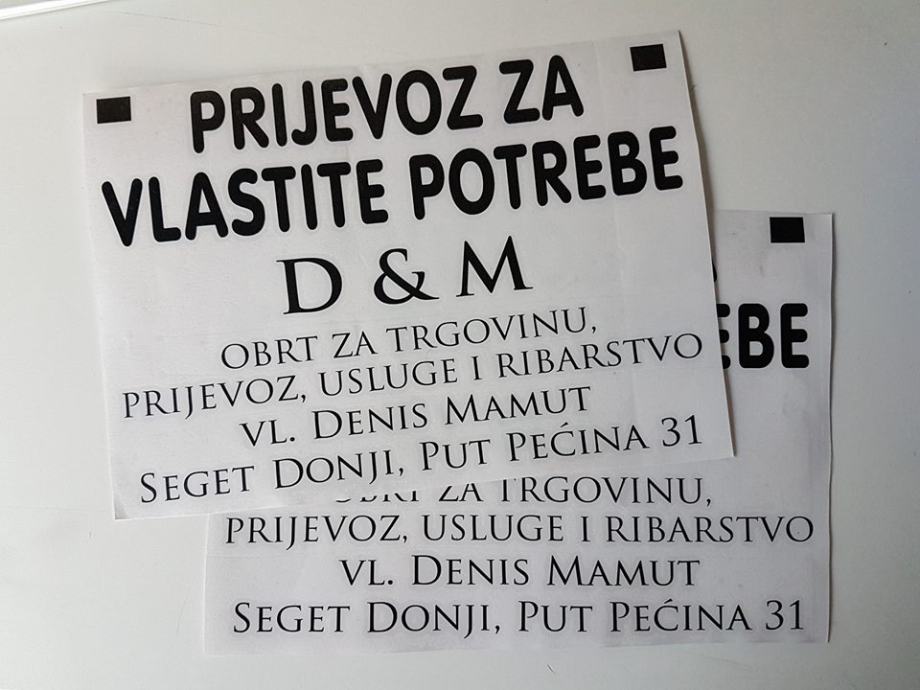 PRIJEVOZ ZA
VLASTITE POTREBE
D & M
OBRT ZA TRGOVINU,
PRIJEVOZ, USLUGE I RIBARSTVO
VL. DENIS MAMUT
SEGET DONJI, PUT PEĆINA 31
EBE
OBRT ZA TRGOVINU,
PRIJEVOZ, USLUGE I RIBARSTVO
VL. DENIS MAMUT
SEGET DONJI, PUT PEĆINA 31